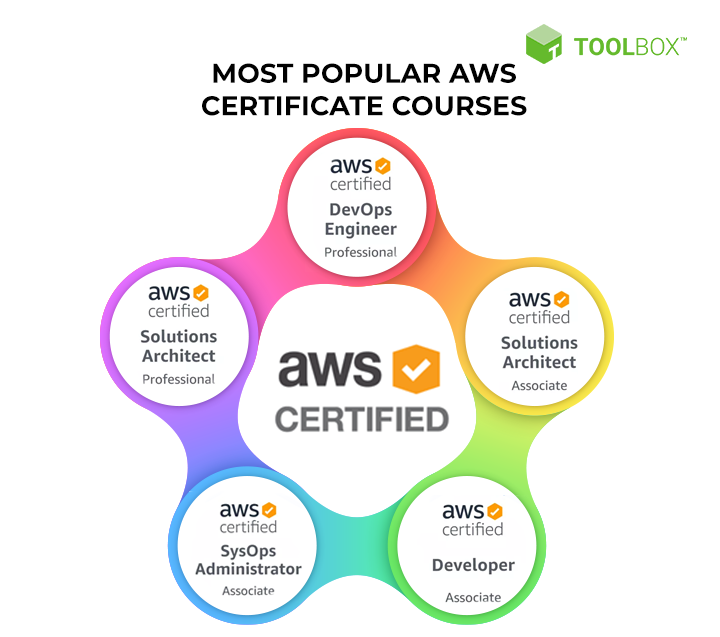 TOOLBOX™
MOST POPULAR AWS
CERTIFICATE COURSES
aws
certified
DevOps
Engineer
Professional
aws
certified
Solutions
Architect
Professional
aws
certified
Solutions
Architect
Associate
aws
CERTIFIED
aws
certified
SysOps
Administrator
Associate
aws
certified
Developer
Associate